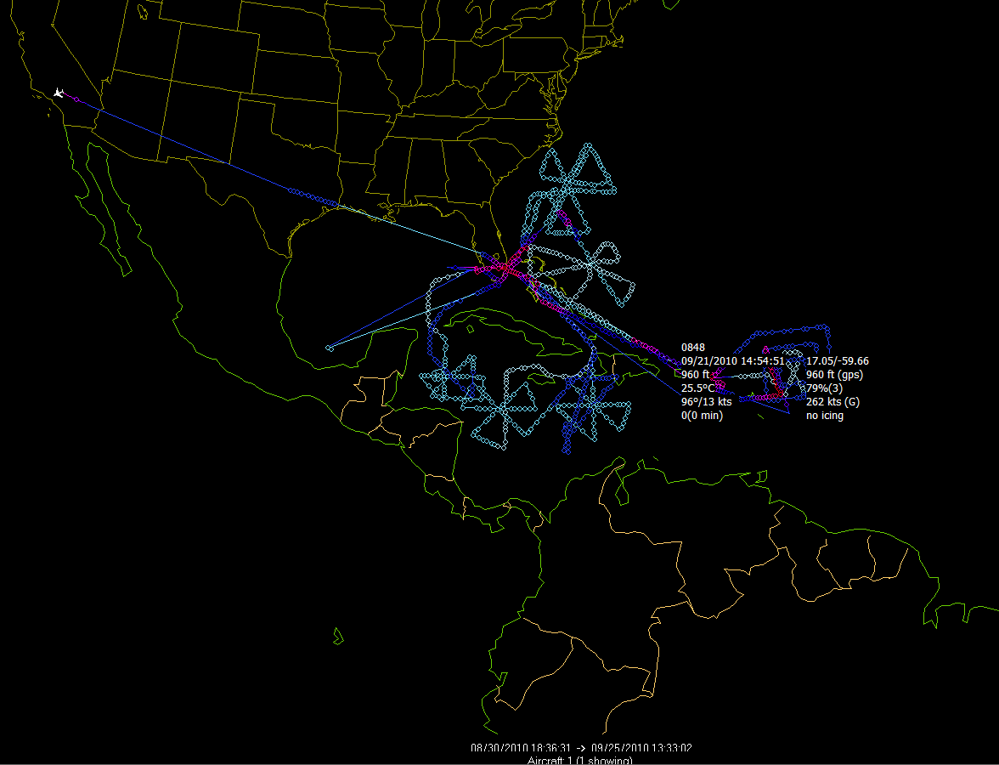 0848
09/21/2010 14:54:51 17.05/-59.66
960 ft 960 ft (gps)
25.5ºC 79%(3)
96º/13 kts 262 kts (G)
0(0 min) no icing
08/30/2010 18:36:31 -> 09/25/2010 13:33:02
Aircraft: 1 (1 showing)